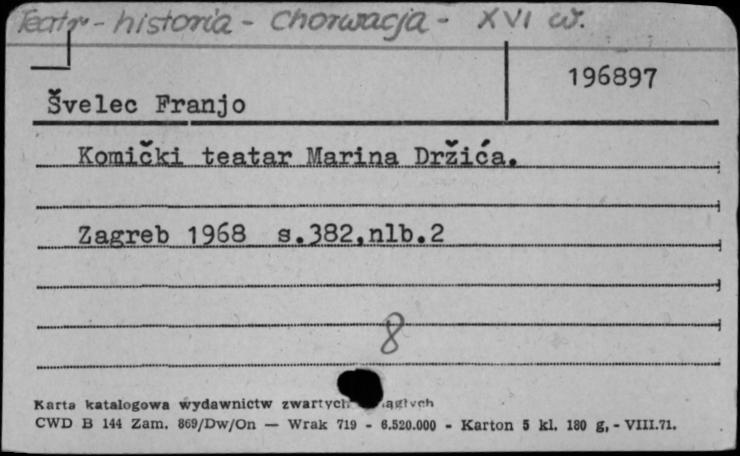 Teatr - historia - Chorwacja - XVI w.
196897
Švelec Franjo
Komički teatar Marina Držića.
Zagreb 1968 s.382,nlb.2
8
Karta katalogowa wydawnictw zwartych
CWD B 144 Zam. 869/Dw/On — Wrak 719 - 6.520.000 - Karton 5 kl. 180 g, - VIII.71.